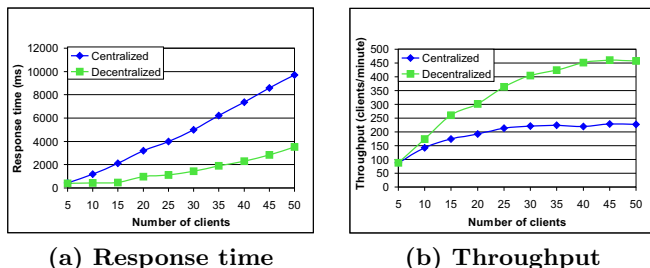 Response time (ms)
12000
10000
8000
6000
4000
2000
0
Centralized
Decentralized
5 10 15 20 25 30 35 40 45 50
Number of clients
(a) Response time
Throughput (clients/minute)
500
450
400
350
300
250
200
150
100
50
0
Centralized
Decentralized
5 10 15 20 25 30 35 40 45 50
Number of clients
(b) Throughput